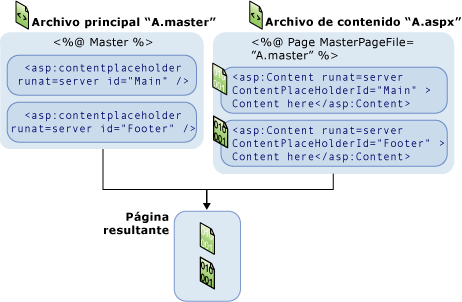 Archivo principal “A.master”
<%@ Master %>
<asp:contentplaceholder
runat=server id="Main" />
<asp:contentplaceholder
runat=server id="Footer" />
Archivo de contenido “A.aspx”
<%@ Page MasterPageFile=
“A.master” %>
<asp:Content runat=server
ContentPlaceHolderId="Main" >
Content here</asp:Content>
<asp:Content runat=server
ContentPlaceHolderId="Footer" >
Content here</asp:Content>
Página
resultante
010
001